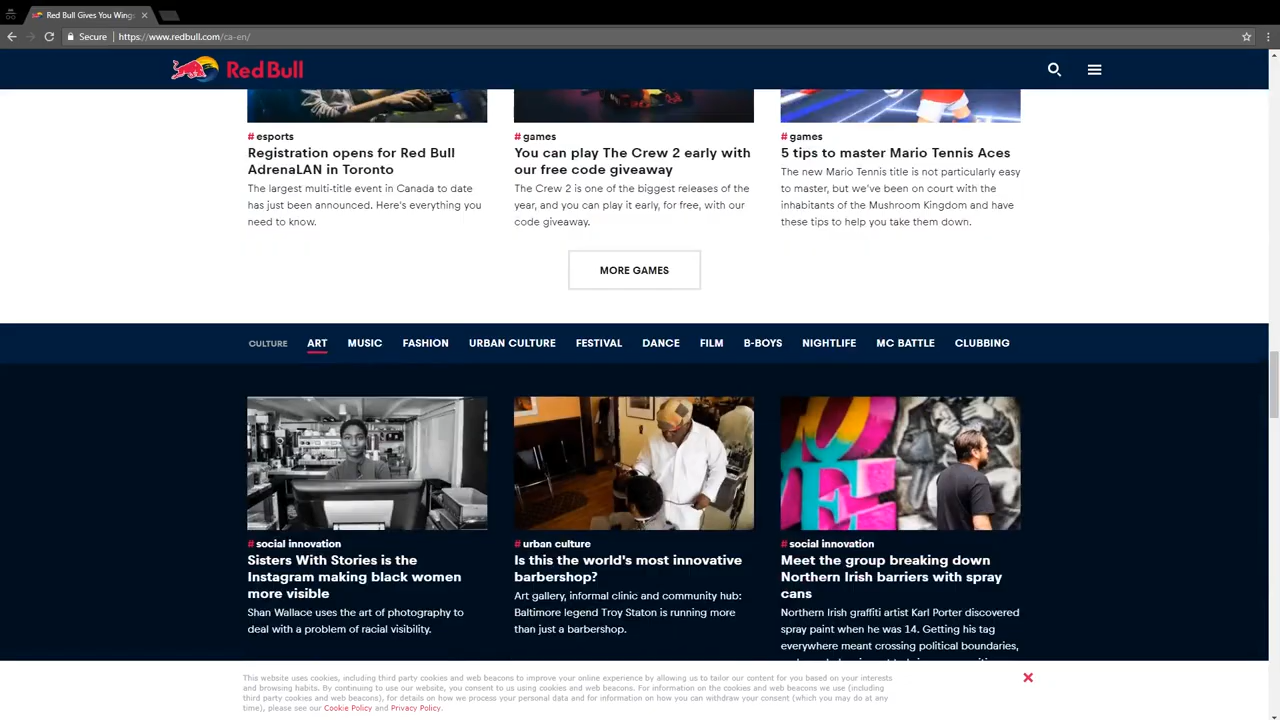 Red Bull Gives You Wings
Secure
https://www.redbull.com/ca-en/
Red Bull
# esports
Registration opens for Red Bull
AdrenaLAN in Toronto
The largest multi-title event in Canada to date
has just been announced. Here's everything you
need to know.
# games
You can play The Crew 2 early with
our free code giveaway
The Crew 2 is one of the biggest releases of the
year, and you can play it early, for free, with our
code giveaway.
# games
5 tips to master Mario Tennis Aces
The new Mario Tennis title is not particularly easy
to master, but we've been on court with the
inhabitants of the Mushroom Kingdom and have
these tips to help you take them down.
MORE GAMES
CULTURE ART MUSIC FASHION URBAN CULTURE FESTIVAL DANCE FILM B-BOYS NIGHTLIFE MC BATTLE CLUBBING
# social innovation
Sisters With Stories is the
Instagram making black women
more visible
Shan Wallace uses the art of photography to
deal with a problem of racial visibility.
# urban culture
Is this the world's most innovative
barbershop?
Art gallery, informal clinic and community hub:
Baltimore legend Troy Staton is running more
than just a barbershop.
# social innovation
Meet the group breaking down
Northern Irish barriers with spray
cans
Northern Irish graffiti artist Karl Porter discovered
spray paint when he was 14. Getting his tag
everywhere meant crossing political boundaries,
This website uses cookies, including third party cookies and web beacons to improve your online experience by allowing us to tailor our content for you based on your interests
and browsing habits. By continuing to use our website, you consent to us using cookies and web beacons. For information on the cookies and web beacons we use (including
third party cookies and web beacons), for details on how we process your personal data and for information on how you can withdraw your consent (which you may do at any
time), please see our Cookie Policy and Privacy Policy.